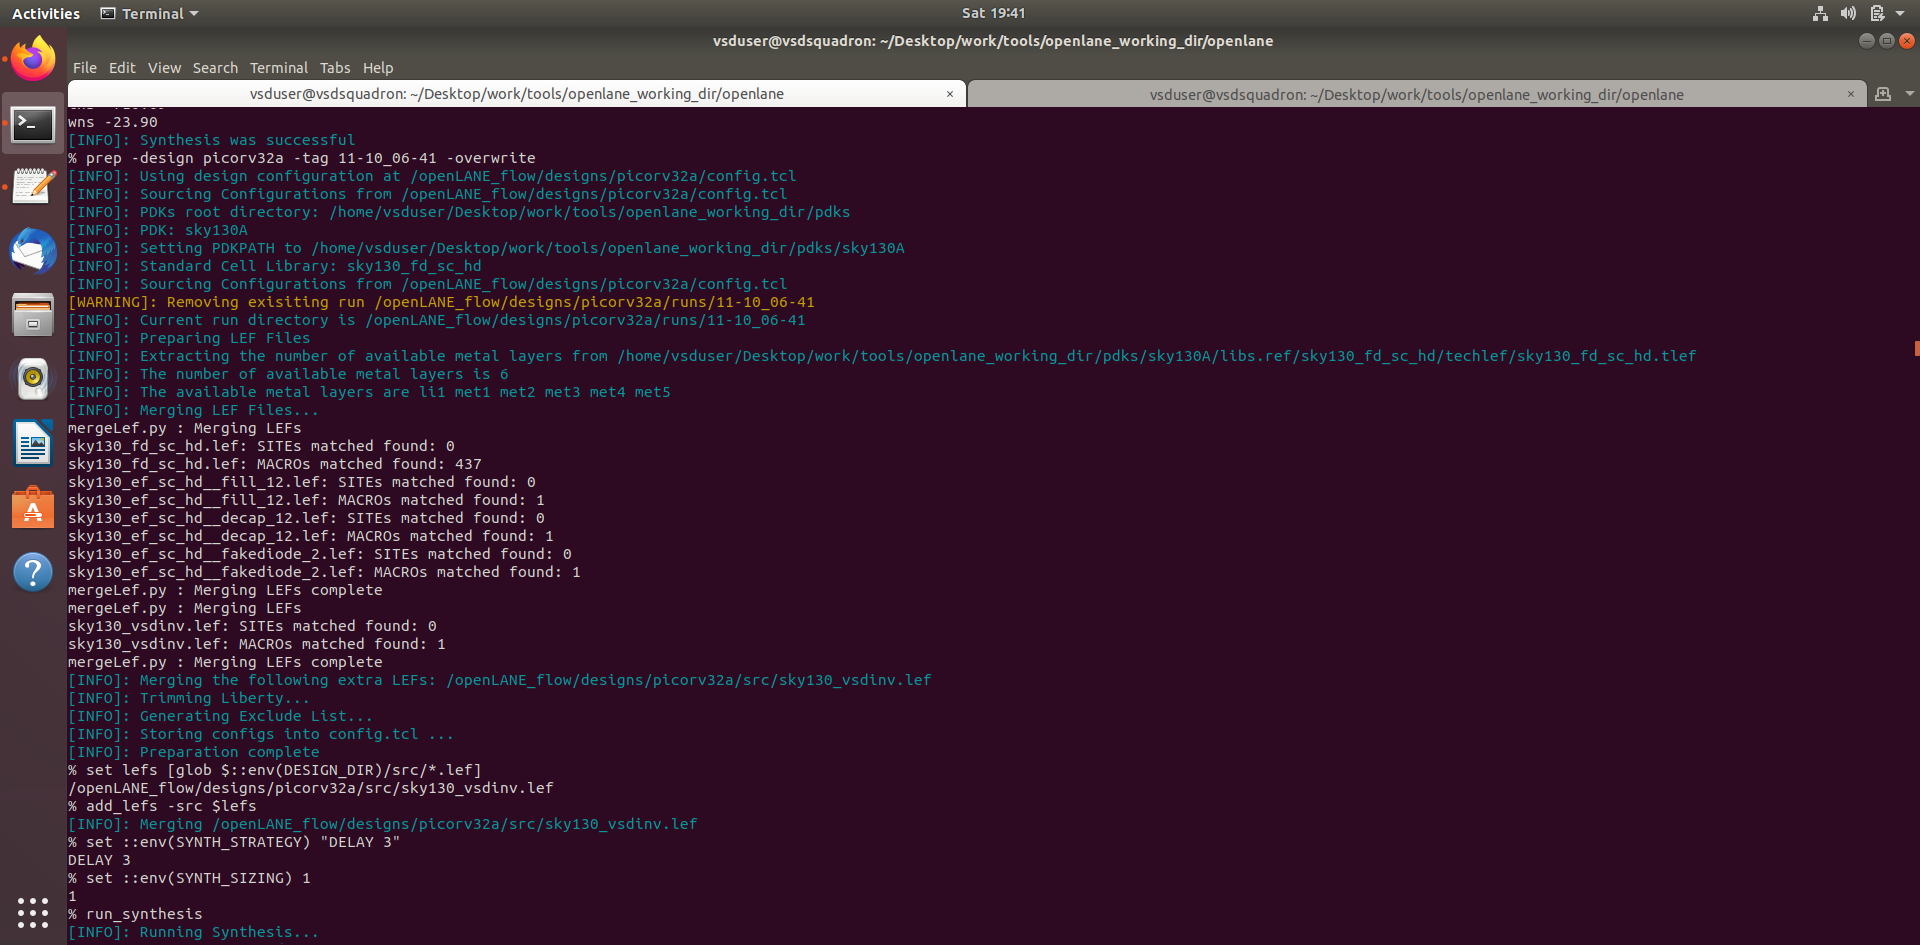 Activities
Terminal
Sat 19:41
vsduser@vsdsquadron: ~/Desktop/work/tools/openlane_working_dir/openlane
File Edit View Search Terminal Tabs Help
vsduser@vsdsquadron: ~/Desktop/work/tools/openlane_working_dir/openlane
vsduser@vsdsquadron: ~/Desktop/work/tools/openlane_working_dir/openlane
wns -23.90
[INFO]: Synthesis was successful
% prep -design picorv32a -tag 11-10_06-41 -overwrite
[INFO]: Using design configuration at /openLANE_flow/designs/picorv32a/config.tcl
[INFO]: Sourcing Configurations from /openLANE_flow/designs/picorv32a/config.tcl
[INFO]: PDKs root directory: /home/vsduser/Desktop/work/tools/openlane_working_dir/pdks
[INFO]: PDK: sky130A
[INFO]: Setting PDKPATH to /home/vsduser/Desktop/work/tools/openlane_working_dir/pdks/sky130A
[INFO]: Standard Cell Library: sky130_fd_sc_hd
[INFO]: Sourcing Configurations from /openLANE_flow/designs/picorv32a/config.tcl
[WARNING]: Removing exisiting run /openLANE_flow/designs/picorv32a/runs/11-10_06-41
[INFO]: Current run directory is /openLANE_flow/designs/picorv32a/runs/11-10_06-41
[INFO]: Preparing LEF Files
[INFO]: Extracting the number of available metal layers from /home/vsduser/Desktop/work/tools/openlane_working_dir/pdks/sky130A/libs.ref/sky130_fd_sc_hd/techlef/sky130_fd_sc_hd.tlef
[INFO]: The number of available metal layers is 6
[INFO]: The available metal layers are li1 met1 met2 met3 met4 met5
[INFO]: Merging LEF Files...
mergeLef.py : Merging LEFs
sky130_fd_sc_hd.lef: SITEs matched found: 0
sky130_fd_sc_hd.lef: MACROs matched found: 437
sky130_ef_sc_hd__fill_12.lef: SITEs matched found: 0
sky130_ef_sc_hd__fill_12.lef: MACROs matched found: 1
sky130_ef_sc_hd__decap_12.lef: SITEs matched found: 0
sky130_ef_sc_hd__decap_12.lef: MACROs matched found: 1
sky130_ef_sc_hd__fakediode_2.lef: SITEs matched found: 0
sky130_ef_sc_hd__fakediode_2.lef: MACROs matched found: 1
mergeLef.py : Merging LEFs complete
mergeLef.py : Merging LEFs
sky130_vsdinv.lef: SITEs matched found: 0
sky130_vsdinv.lef: MACROs matched found: 1
mergeLef.py : Merging LEFs complete
[INFO]: Merging the following extra LEFs: /openLANE_flow/designs/picorv32a/src/sky130_vsdinv.lef
[INFO]: Trimming Liberty...
[INFO]: Generating Exclude List...
[INFO]: Storing configs into config.tcl ...
[INFO]: Preparation complete
% set lefs [glob $::env(DESIGN_DIR)/src/*.lef]
/openLANE_flow/designs/picorv32a/src/sky130_vsdinv.lef
% add_lefs -src $lefs
[INFO]: Merging /openLANE_flow/designs/picorv32a/src/sky130_vsdinv.lef
% set ::env(SYNTH_STRATEGY) "DELAY 3"
DELAY 3
% set ::env(SYNTH_SIZING) 1
1
% run_synthesis
[INFO]: Running Synthesis...